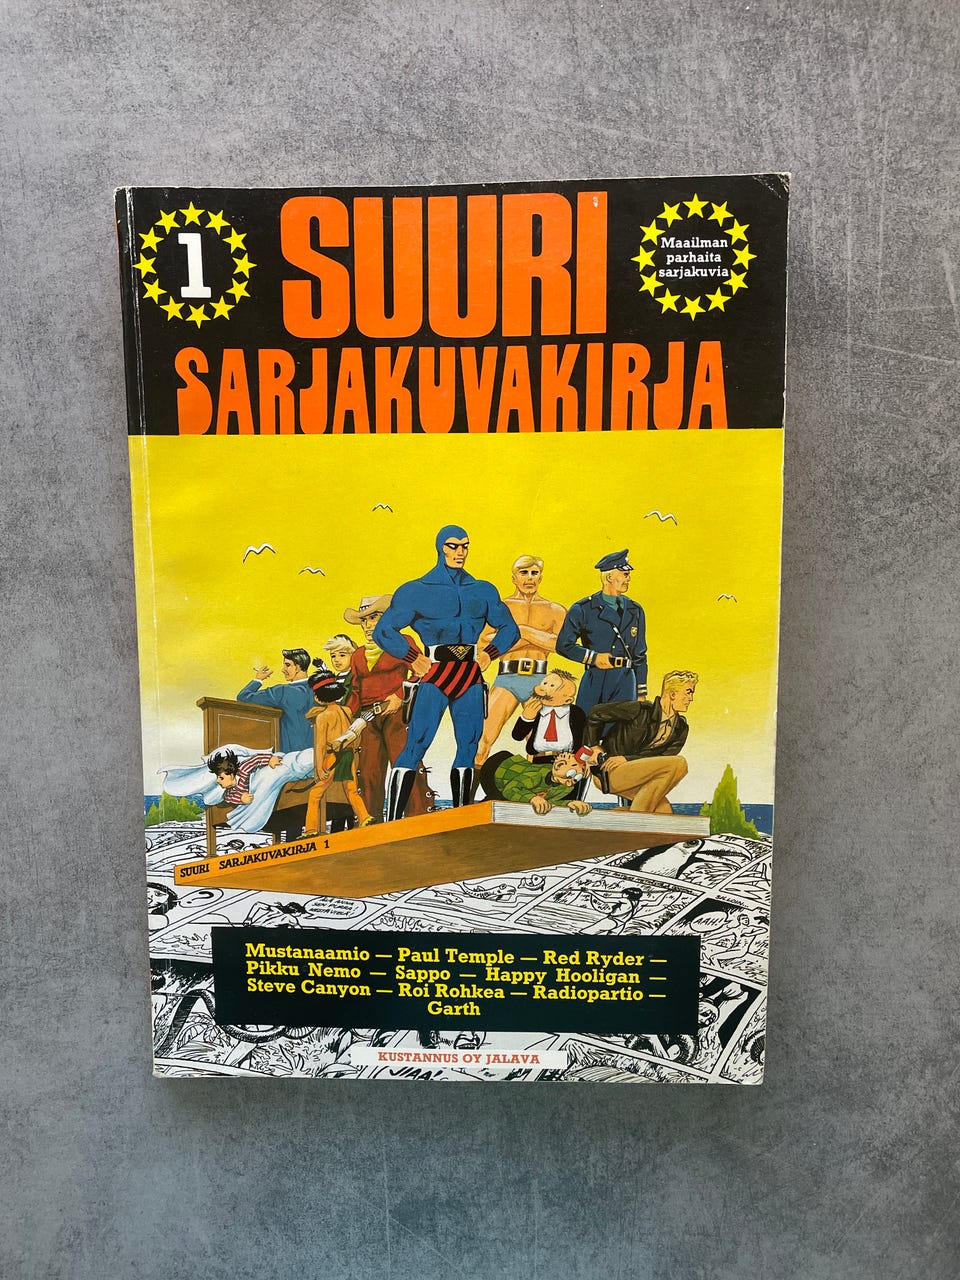 1
SUURI
SARJAKUVAKIRJA
Maailman
parhaita
sarjakuvia
SUURI SARJAKUVAKIRJA 1
AAH!
Mustanaamio — Paul Temple — Red Ryder —
Pikku Nemo — Sappo — Happy Hooligan —
Steve Canyon — Roi Rohkea — Radiopartio —
Garth
KUSTANNUS OY JALAVA